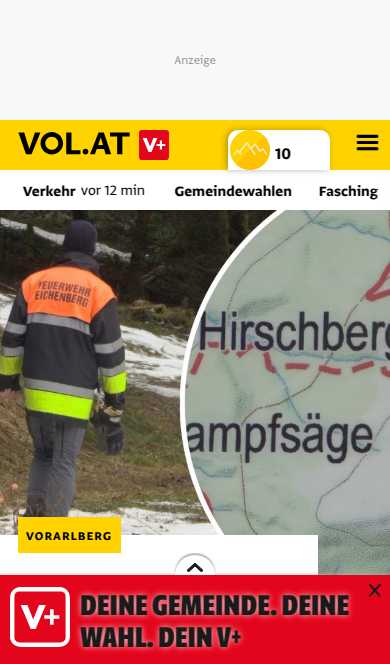 Anzeige
VOL.AT V+
10
Verkehr vor 12 min Gemeindewahlen Fasching
FEUERWEHR
EICHENBERG
Hirschberg
ampfsäge
VORARLBERG
V+ DEINE GEMEINDE. DEINE
WAHL. DEIN V+